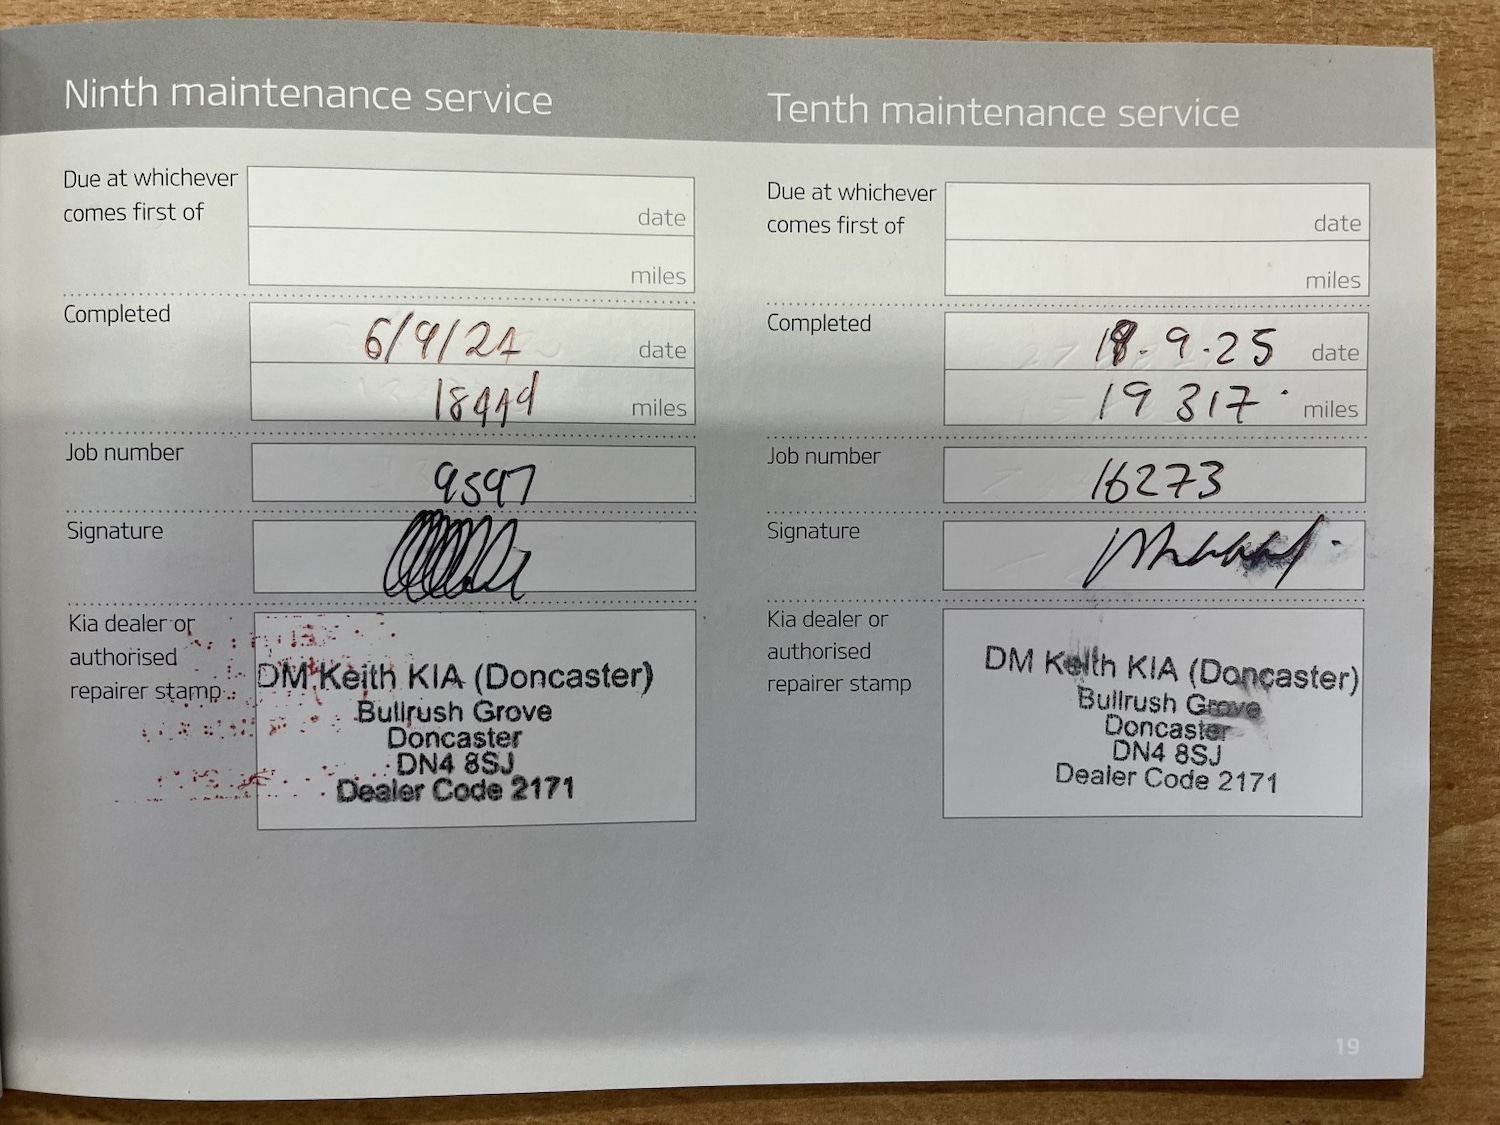 Ninth maintenance service
Due at whichever
comes first of
date
miles
Completed
6/9/24 date
18449 miles
Job number
9597
Signature
Kia dealer or
authorised
repairer stamp
DM Keith KIA (Doncaster)
Bullrush Grove
Doncaster
DN4 8SJ
Dealer Code 2171
Tenth maintenance service
Due at whichever
comes first of
date
miles
Completed
18.9.25 date
19 317 miles
Job number
16273
Signature
Kia dealer or
authorised
repairer stamp
DM Keith KIA (Doncaster)
Bullrush Grove
Doncaster
DN4 8SJ
Dealer Code 2171
19